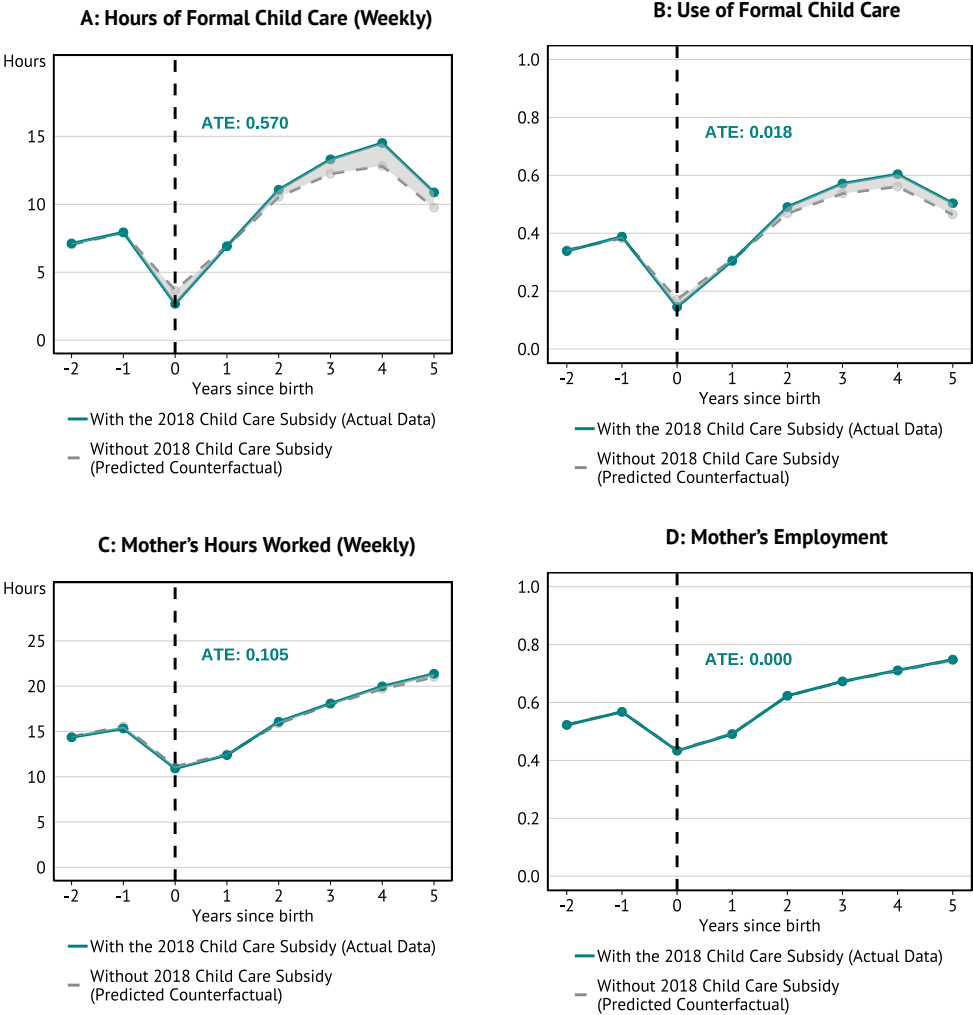 A: Hours of Formal Child Care (Weekly)
Hours
ATE: 0.570
15
10
5
0
-2 -1 0 1 2 3 4 5
Years since birth
With the 2018 Child Care Subsidy (Actual Data)
Without 2018 Child Care Subsidy
(Predicted Counterfactual)
B: Use of Formal Child Care
1.0
0.8
ATE: 0.018
0.6
0.4
0.2
0.0
-2 -1 0 1 2 3 4 5
Years since birth
With the 2018 Child Care Subsidy (Actual Data)
Without 2018 Child Care Subsidy
(Predicted Counterfactual)
C: Mother’s Hours Worked (Weekly)
Hours
25
ATE: 0.105
20
15
10
5
0
-2 -1 0 1 2 3 4 5
Years since birth
With the 2018 Child Care Subsidy (Actual Data)
Without 2018 Child Care Subsidy
(Predicted Counterfactual)
D: Mother’s Employment
1.0
0.8
ATE: 0.000
0.6
0.4
0.2
0.0
-2 -1 0 1 2 3 4 5
Years since birth
With the 2018 Child Care Subsidy (Actual Data)
Without 2018 Child Care Subsidy
(Predicted Counterfactual)